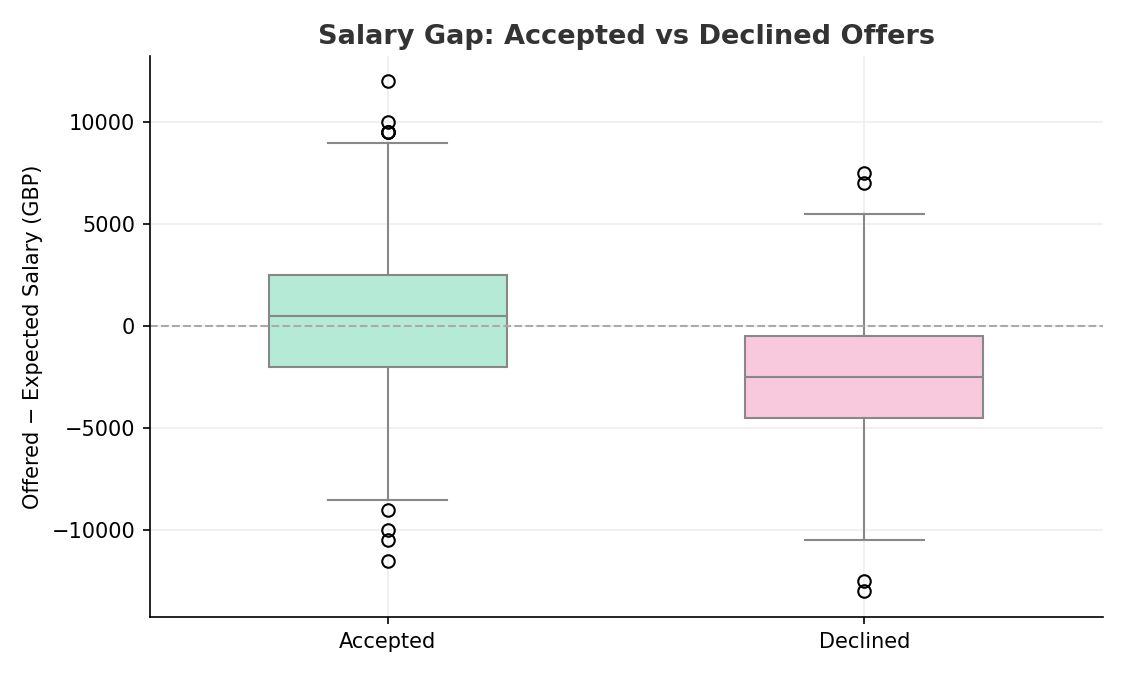 Salary Gap: Accepted vs Declined Offers
Offered − Expected Salary (GBP)
10000
5000
0
−5000
−10000
Accepted
Declined